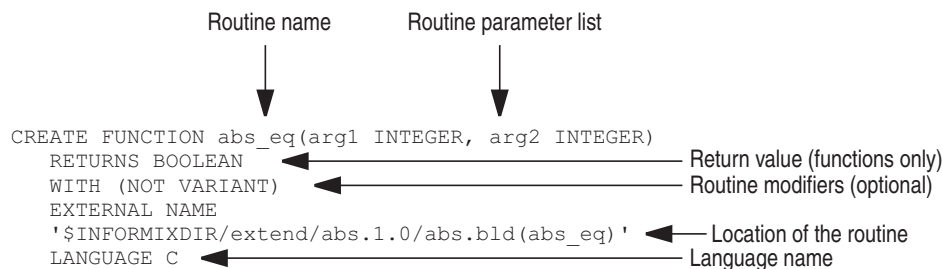 Routine name Routine parameter list
CREATE FUNCTION abs_eq(arg1 INTEGER, arg2 INTEGER)
RETURNS BOOLEAN Return value (functions only)
WITH (NOT VARIANT) Routine modifiers (optional)
EXTERNAL NAME
'$INFORMIXDIR/extend/abs.1.0/abs.bld(abs_eq)' Location of the routine
LANGUAGE C Language name